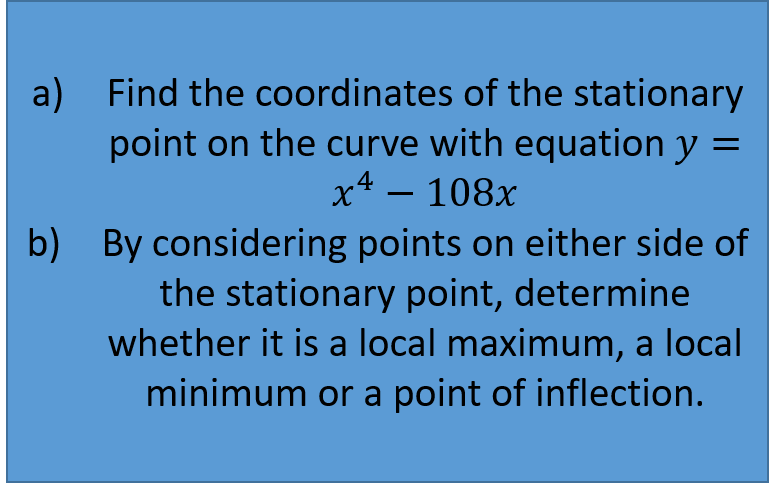 a) Find the coordinates of the stationary
point on the curve with equation y =
x⁴ − 108x
b) By considering points on either side of
the stationary point, determine
whether it is a local maximum, a local
minimum or a point of inflection.